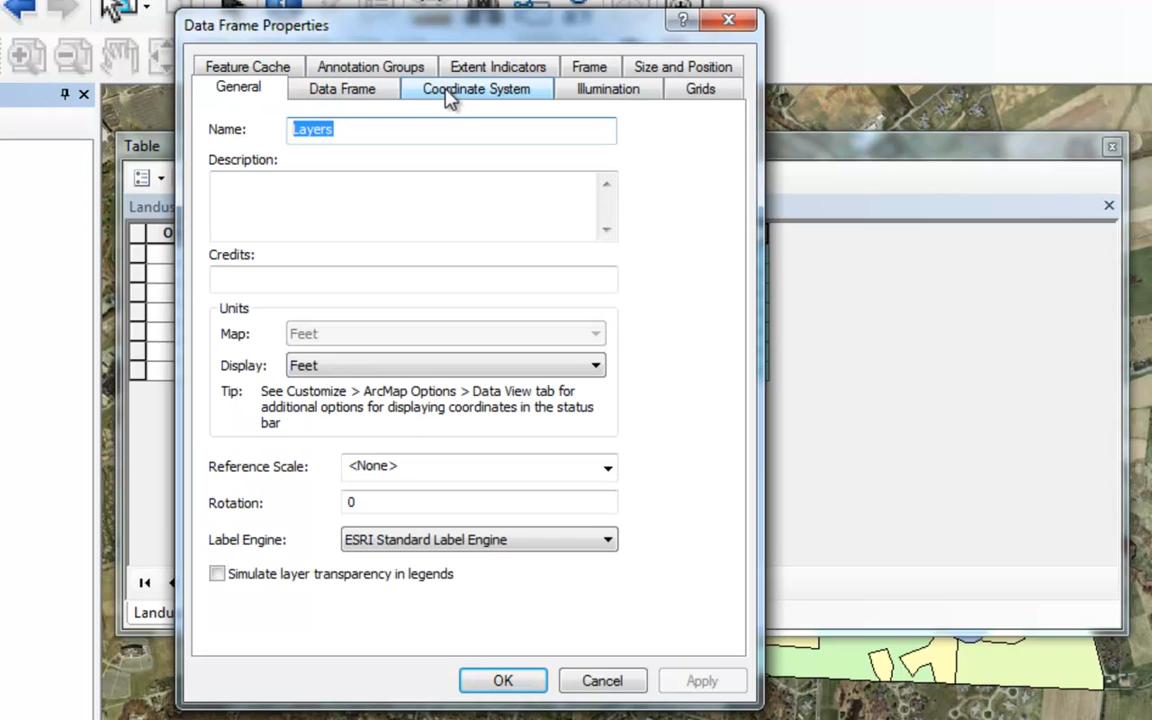 Data Frame Properties
Feature Cache Annotation Groups Extent Indicators Frame Size and Position
General Data Frame Coordinate System Illumination Grids
Name: Layers
Description:
Credits:
Units
Map: Feet
Display: Feet
Tip: See Customize > ArcMap Options > Data View tab for
additional options for displaying coordinates in the status
bar
Reference Scale: <None>
Rotation: 0
Label Engine: ESRI Standard Label Engine
Simulate layer transparency in legends
OK Cancel Apply
Table
Landus
O
Landu